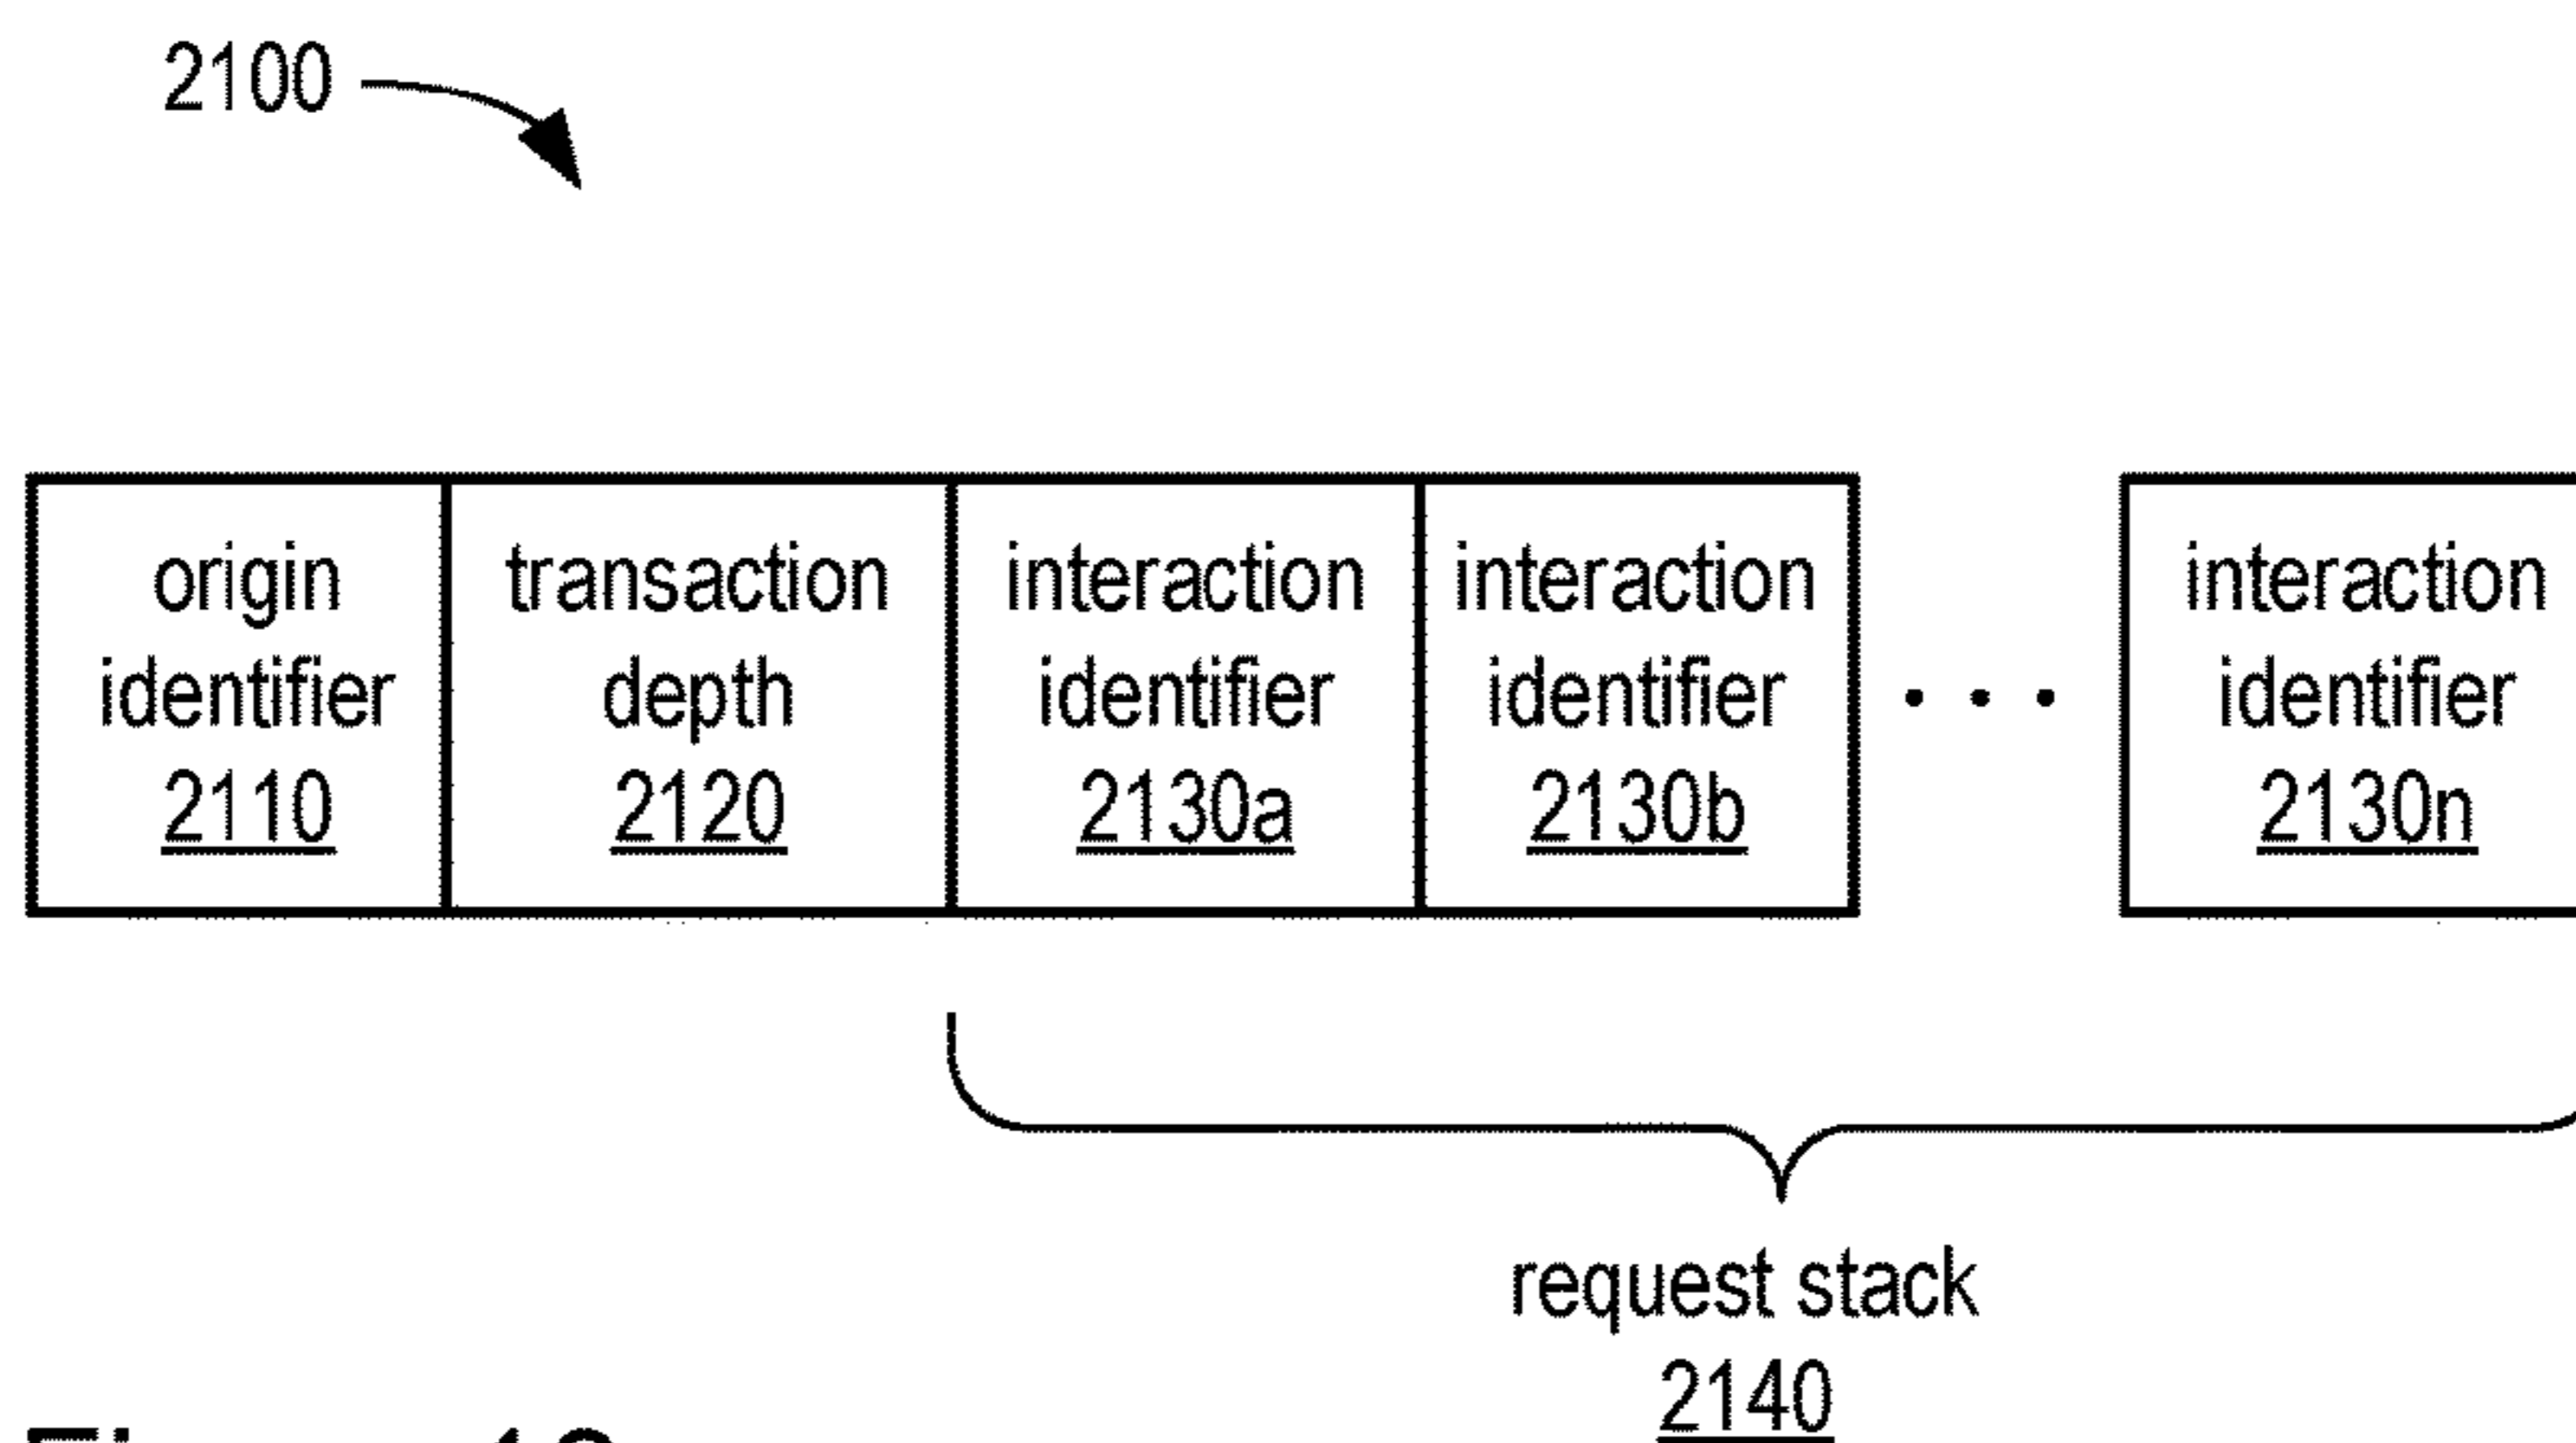 2100
origin
identifier
2110
transaction
depth
2120
interaction
identifier
2130a
interaction
identifier
2130b
. . .
interaction
identifier
2130n
request stack
2140